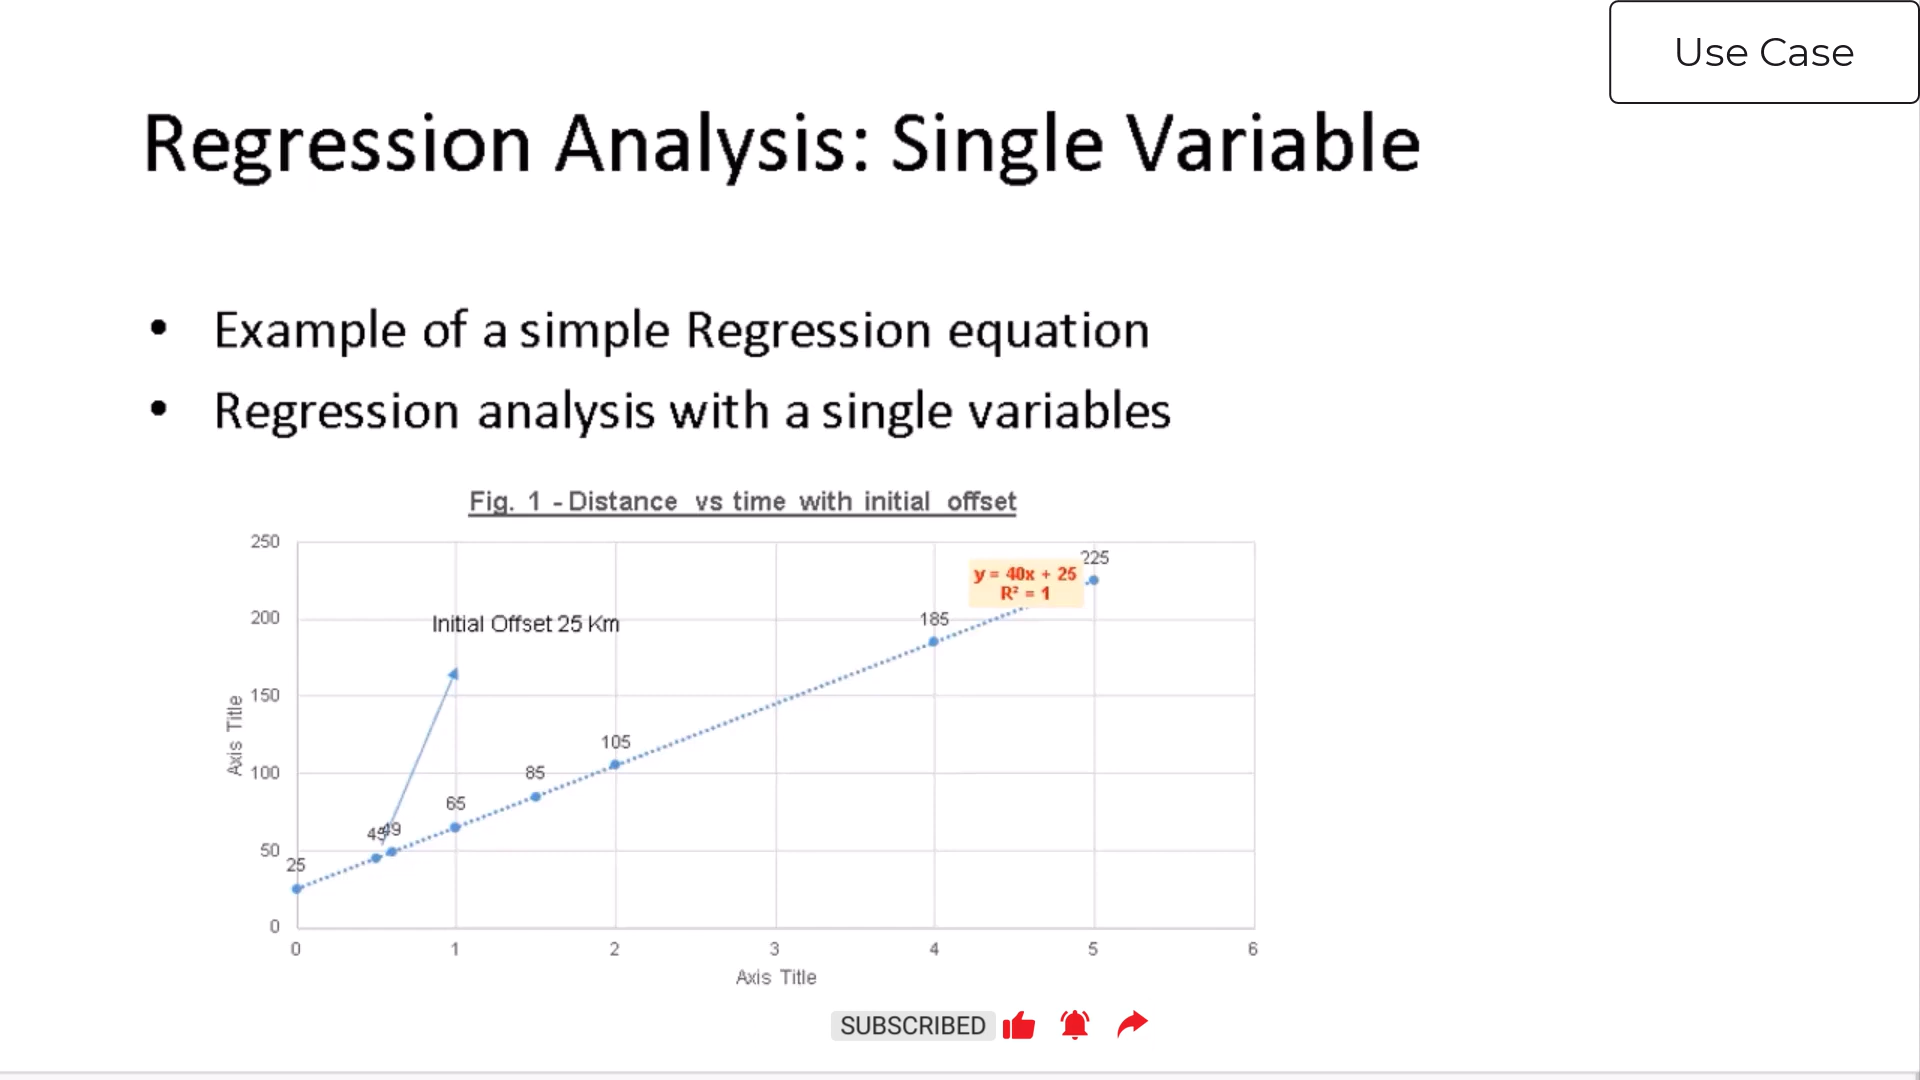 Use Case
Regression Analysis: Single Variable
• Example of a simple Regression equation
• Regression analysis with a single variables
Fig. 1 - Distance vs time with initial offset
250
200
150
100
50
0
Axis Title
Initial Offset 25 Km
y = 40x + 25
R² = 1
25
45
49
65
85
105
185
225
0 1 2 3 4 5 6
Axis Title
SUBSCRIBED